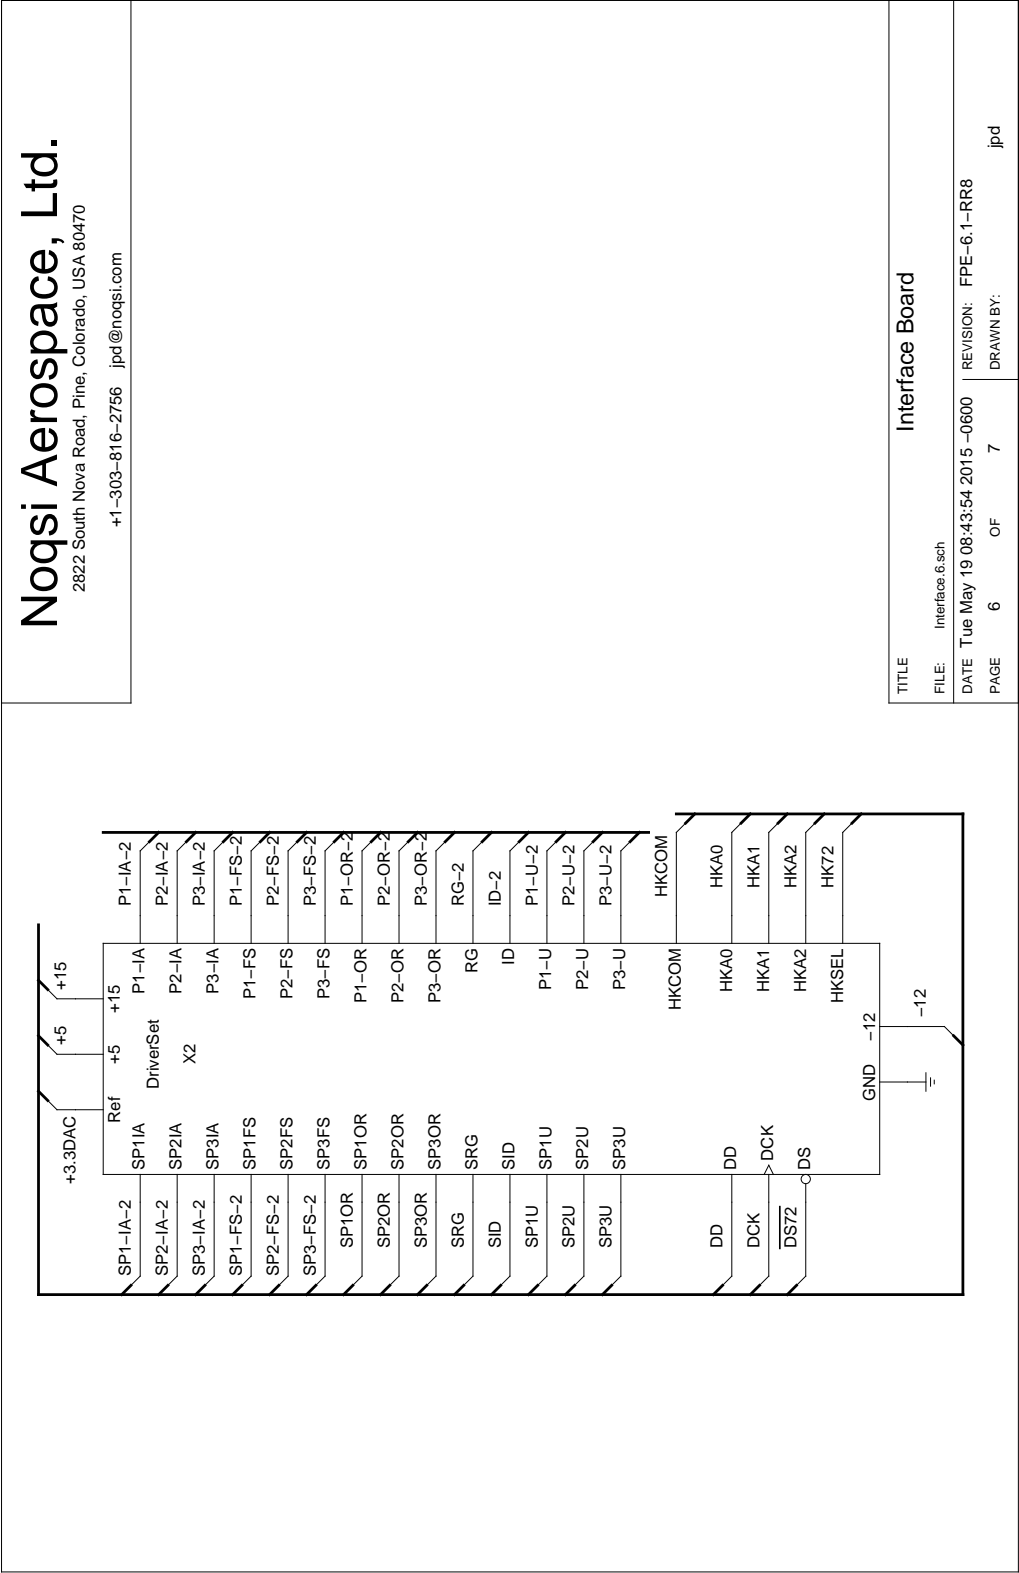 Noqsi Aerospace, Ltd.
2822 South Nova Road, Pine, Colorado, USA 80470
+1−303−816−2756 jpd@noqsi.com
+3.3DAC
+5
+15
Ref
+5
+15
DriverSet
X2
SP1−IA−2 SP1IA P1−IA P1−IA−2
SP2−IA−2 SP2IA P2−IA P2−IA−2
SP3−IA−2 SP3IA P3−IA P3−IA−2
SP1−FS−2 SP1FS P1−FS P1−FS−2
SP2−FS−2 SP2FS P2−FS P2−FS−2
SP3−FS−2 SP3FS P3−FS P3−FS−2
SP1OR SP1OR P1−OR P1−OR−2
SP2OR SP2OR P2−OR P2−OR−2
SP3OR SP3OR P3−OR P3−OR−2
SRG SRG RG RG−2
SID SID ID ID−2
SP1U SP1U P1−U P1−U−2
SP2U SP2U P2−U P2−U−2
SP3U SP3U P3−U P3−U−2
HKCOM HKCOM
DD DD HKA0 HKA0
DCK DCK HKA1 HKA1
DS72 DS HKA2 HKA2
HKSEL HK72
GND
−12
−12
TITLE
Interface Board
FILE: Interface.6.sch
DATE Tue May 19 08:43:54 2015 −0600 REVISION: FPE−6.1−RR8
PAGE 6 OF 7 DRAWN BY: jpd